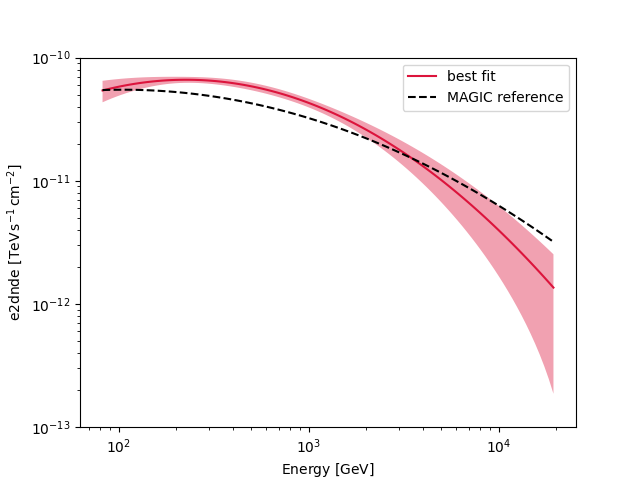 10⁻¹⁰
10⁻¹¹
10⁻¹²
10⁻¹³
e2dnde [TeV s⁻¹ cm⁻²]
best fit
MAGIC reference
10²
10³
10⁴
Energy [GeV]